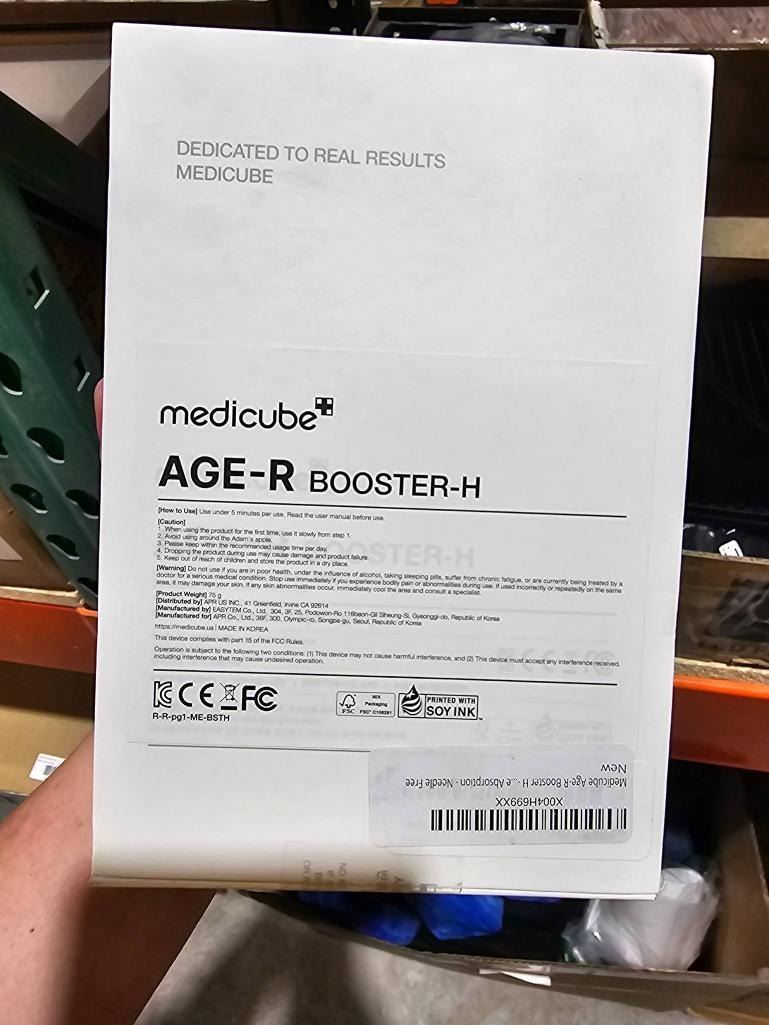 DEDICATED TO REAL RESULTS
MEDICUBE
medicube
AGE-R BOOSTER-H
[How to Use] Use under 5 minutes per use. Read the user manual before use.
[Caution]
1. When using the product for the first time, use it slowly from step 1.
2. Avoid using around the Adam's apple.
3. Please keep within the recommended usage time per day.
4. Dropping the product during use may cause damage and product failure.
5. Keep out of reach of children and store the product in a dry place.
[Warning] Do not use if you are in poor health, under the influence of alcohol, taking sleeping pills, suffer from chronic fatigue, or are currently being treated by a
doctor for a serious medical condition. Stop use immediately if you experience bodily pain or abnormalities during use. If used incorrectly or repeatedly on the same
area, it may damage your skin. If any skin abnormalities occur, immediately cool the area and consult a specialist.
[Product Weight] 75 g
[Distributed by] APR US INC., 41 Greenfield, Irvine CA 92614
[Manufactured by] EASYTEM Co., Ltd. 304, 3F, 25, Podowon-Ro 116beon-Gil Siheung-Si, Gyeonggi-do, Republic of Korea
[Manufactured for] APR Co., Ltd., 36F, 300, Olympic-ro, Songpa-gu, Seoul, Republic of Korea
https://medicube.us | MADE IN KOREA
This device complies with part 15 of the FCC Rules.
Operation is subject to the following two conditions: (1) This device may not cause harmful interference, and (2) This device must accept any interference received,
including interference that may cause undesired operation.
KC CE FC
R-R-pg1-ME-BSTH
FSC
MIX
Packaging
FSC® C106291
PRINTED WITH
SOY INK™
X004H699XX
Medicube Age-R Booster H - ...e Absorption - Needle Free
New